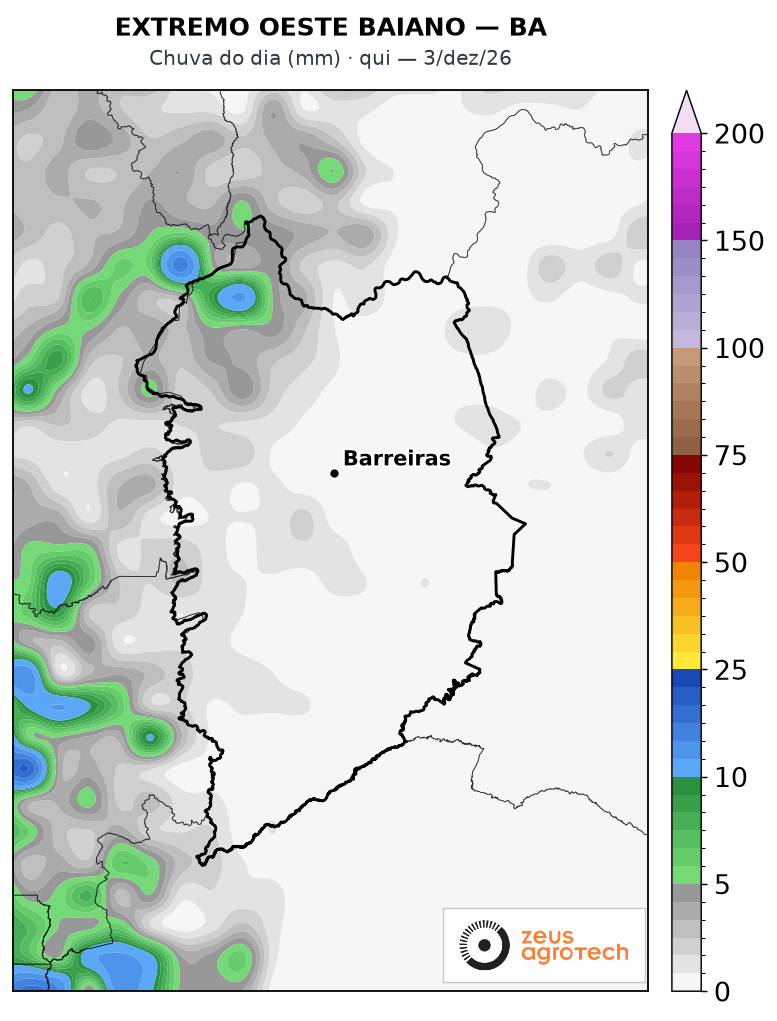 EXTREMO OESTE BAIANO — BA
Chuva do dia (mm) · qui — 3/dez/26
200
150
100
75
50
25
10
5
0
Barreiras
zeus
agrotech